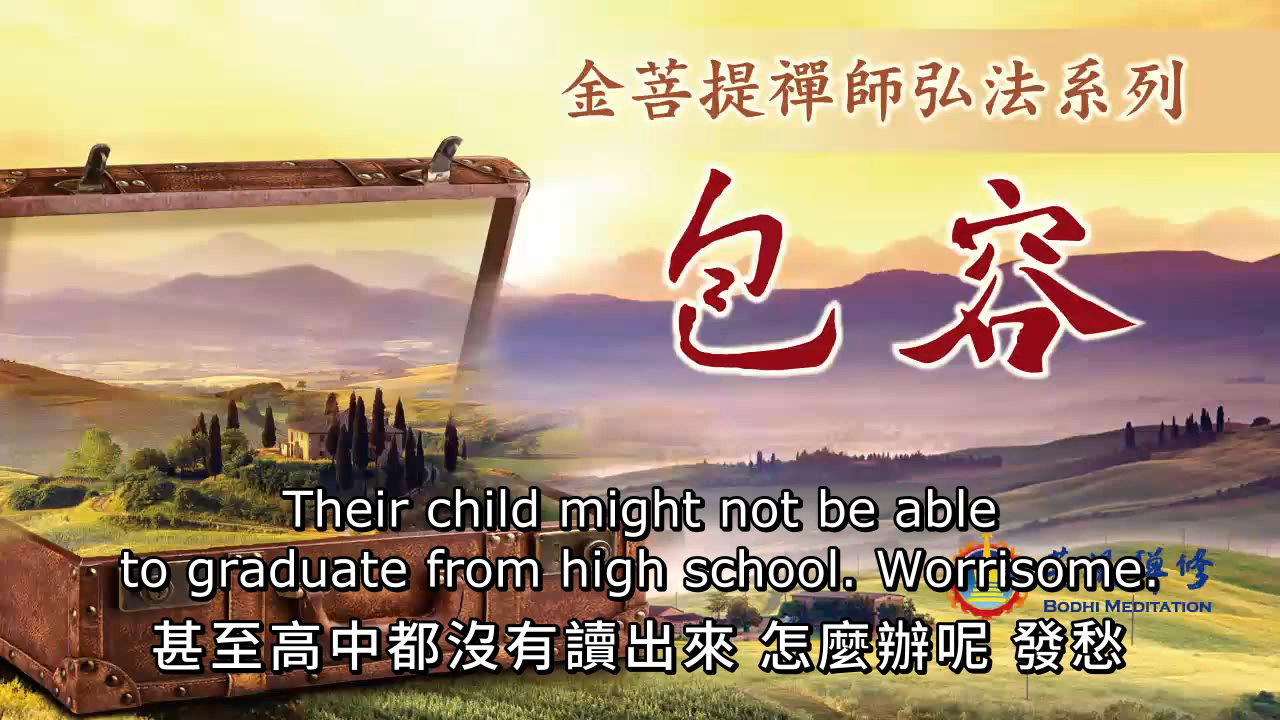 金菩提禪師弘法系列
包容
Their child might not be able
to graduate from high school. Worrisome.
禪修
BODHI MEDITATION
甚至高中都沒有讀出來 怎麼辦呢 發愁